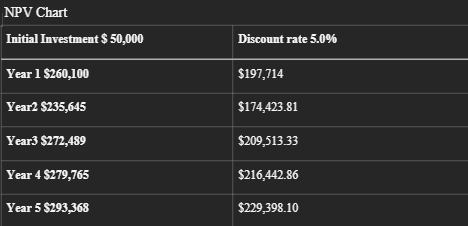 NPV Chart
Initial Investment $ 50,000 Discount rate 5.0%
Year 1 $260,100 $197,714
Year2 $235,645 $174,423.81
Year3 $272,489 $209,513.33
Year 4 $279,765 $216,442.86
Year 5 $293,368 $229,398.10